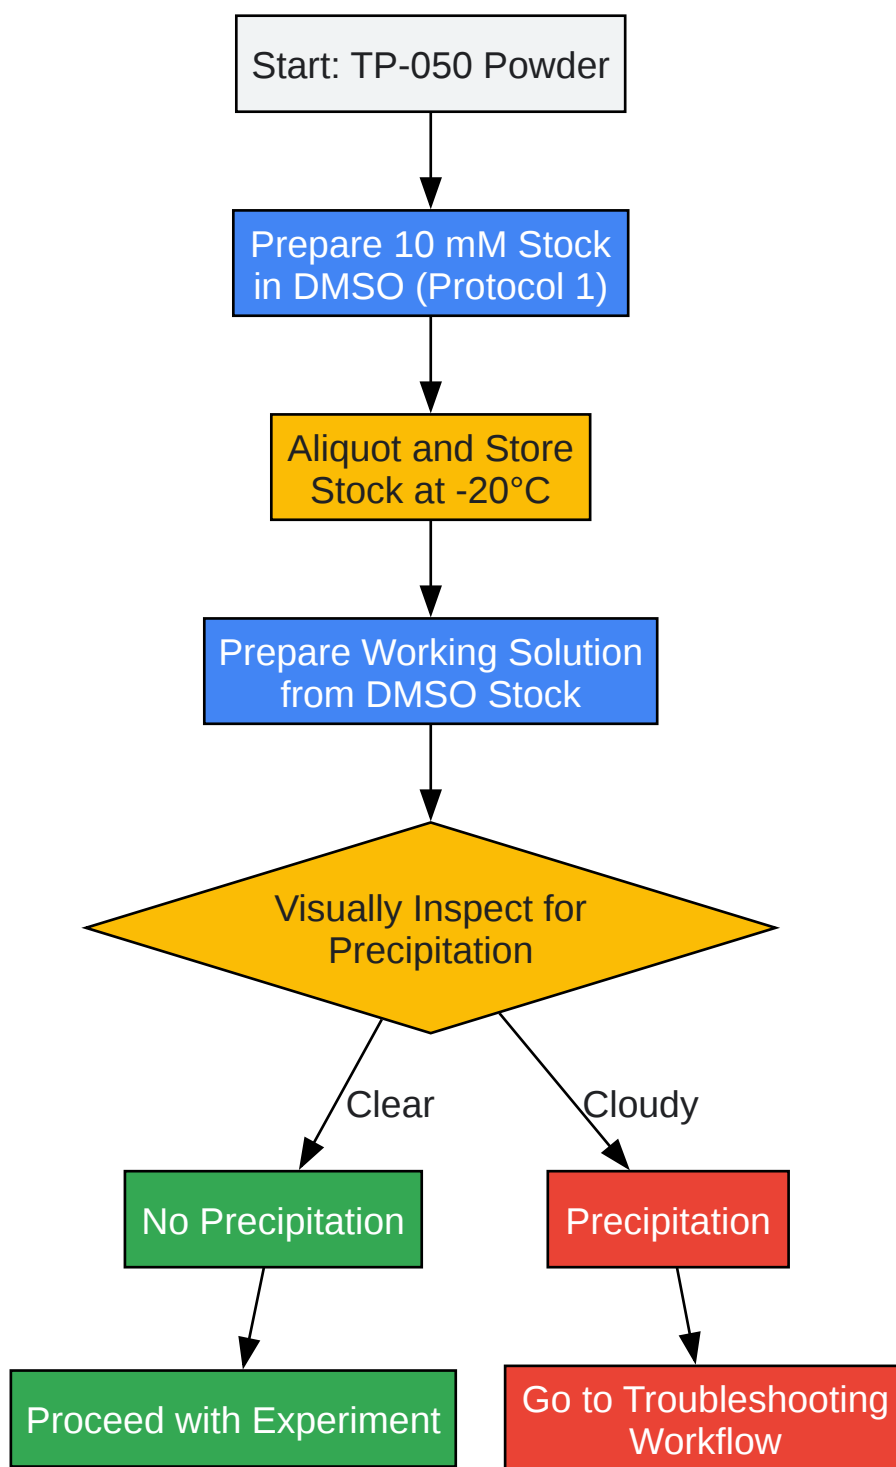 Start: TP-050 Powder
Prepare 10 mM Stock
in DMSO (Protocol 1)
Aliquot and Store
Stock at -20°C
Prepare Working Solution
from DMSO Stock
Visually Inspect for
Precipitation
Clear
Cloudy
No Precipitation
Precipitation
Proceed with Experiment
Go to Troubleshooting
Workflow